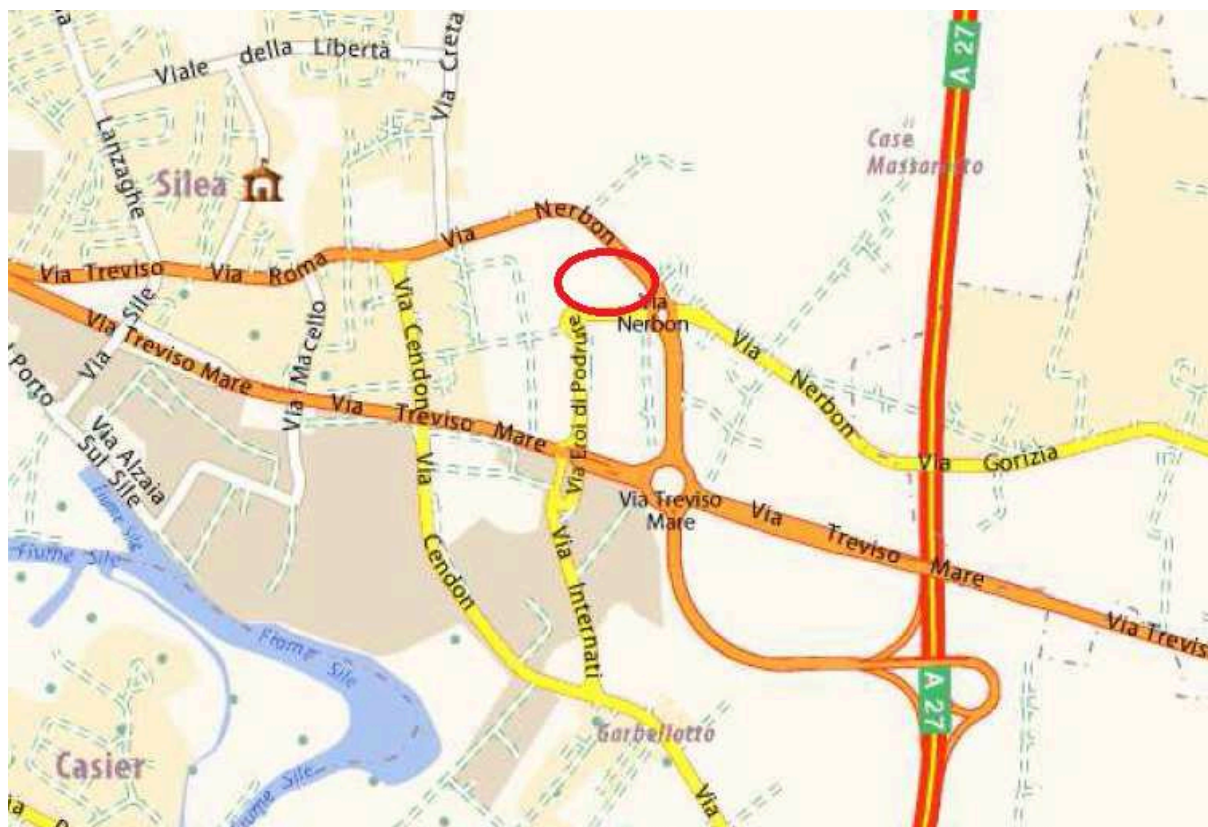 A 27
Viale della Libertà
Via Creta
Lanzaghe
Case
Massarotto
Silea
Nerbon
Via
Via Treviso
Via Roma
Via Sile
Via Cendon
Via
Nerbon
Via Macello
Via Eroi di Podrute
Via
Nerbon
Via Treviso Mare
Via Treviso Mare
Porto
Via Gorizia
Via Alzaia
Sul Sile
Via Treviso
Mare
Via Treviso Mare
Fiume Sile
Fiume Sile
Via
Cendon
Via Internati
Fiume Sile
Via
A 27
Garbellotto
Casier
Fiume Sile
Via